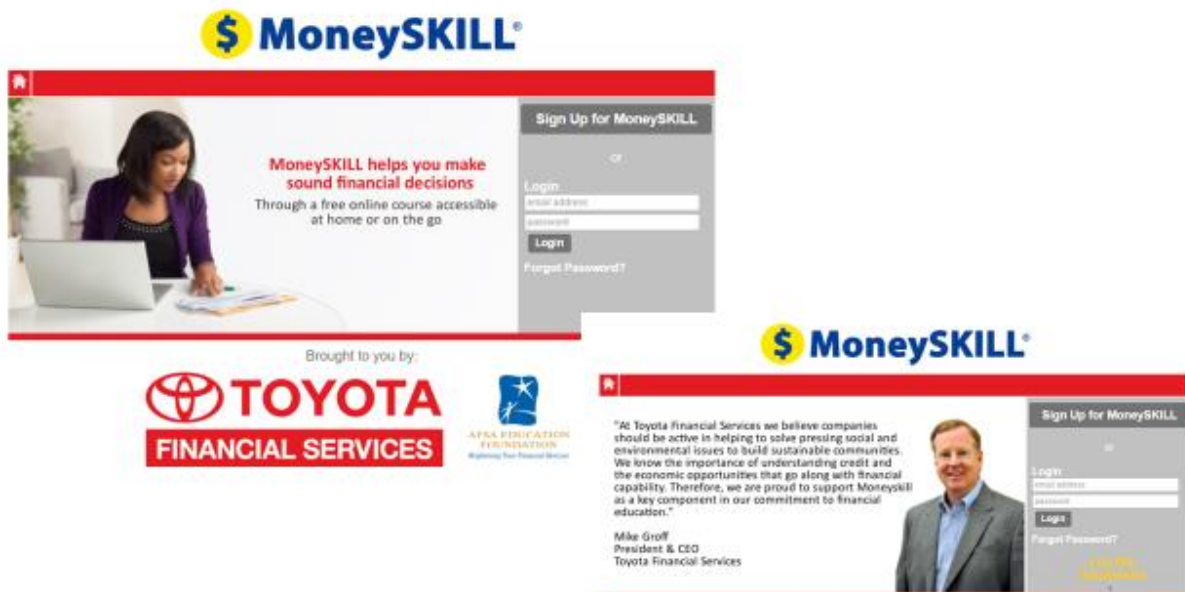 $ MoneySKILL®
Sign Up for MoneySKILL
or
MoneySKILL helps you make
sound financial decisions
Through a free online course accessible
at home or on the go
Login
email address
password
Login
Forgot Password?
Brought to you by:
TOYOTA
FINANCIAL SERVICES
AFSA EDUCATION
FOUNDATION
$ MoneySKILL®
"At Toyota Financial Services we believe companies
should be active in helping to solve pressing social and
environmental issues to build sustainable communities.
We know the importance of understanding credit and
the economic opportunities that go along with financial
capability. Therefore, we are proud to support Moneyskill
as a key component in our commitment to financial
education."
Mike Groff
President & CEO
Toyota Financial Services
Sign Up for MoneySKILL
or
Login
email address
password
Login
Forgot Password?